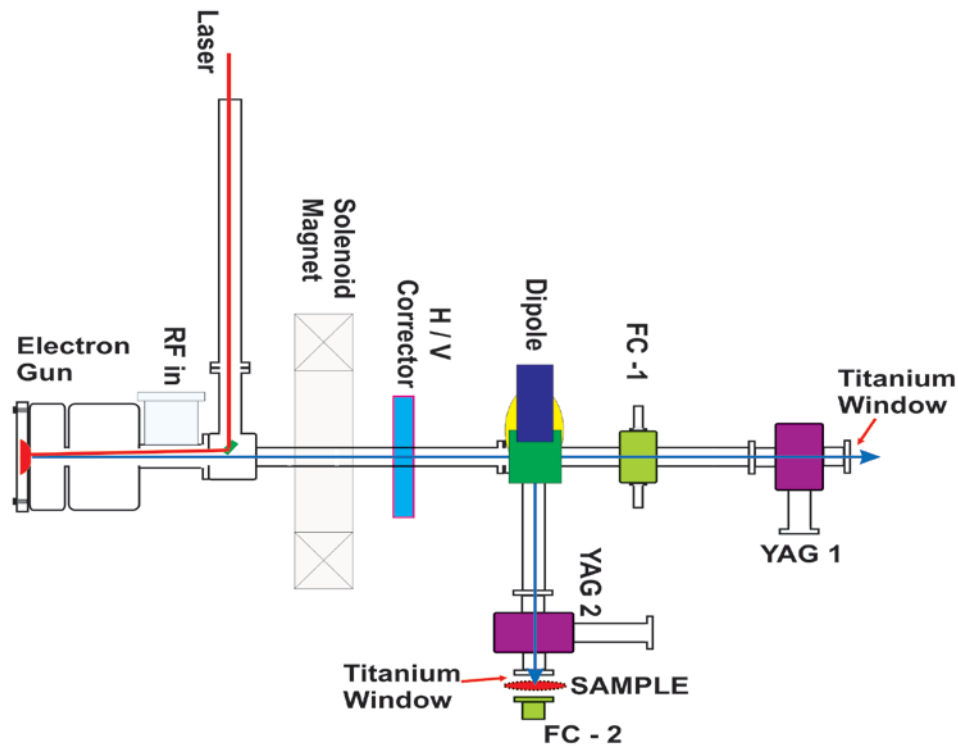 Laser
Solenoid
Magnet
H / V
Corrector
Dipole
FC -1
Titanium
Window
Electron
Gun
RF in
YAG 1
YAG 2
Titanium
Window
SAMPLE
FC - 2